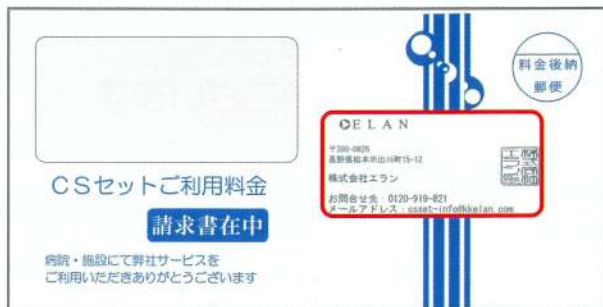 CSセットご利用料金
請求書在中
病院・施設にて弊社サービスを
ご利用いただきありがとうございます
料金後納
郵便
ELAN
〒390-0826
長野県松本市出川町15-12
株式会社エラン
お問合せ先：0120-919-821
メールアドレス：csset-info@kkelan.com